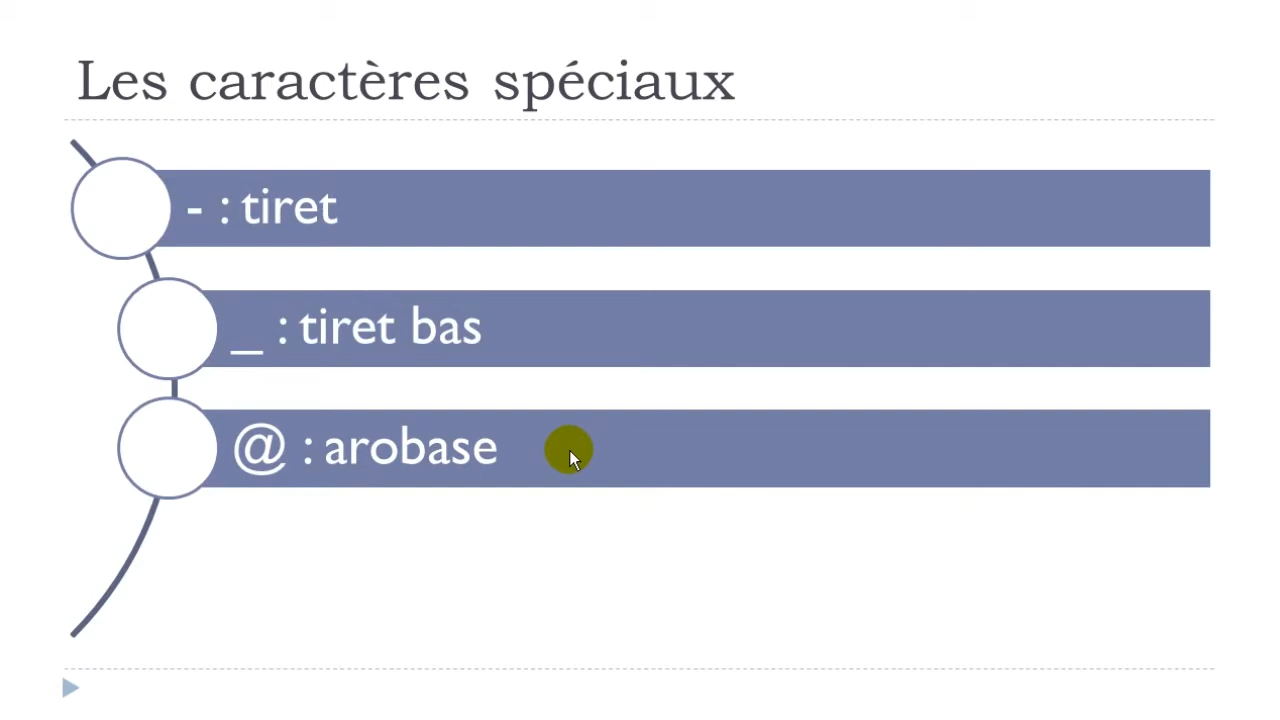 Les caractères spéciaux
- : tiret
_ : tiret bas
@ : arobase